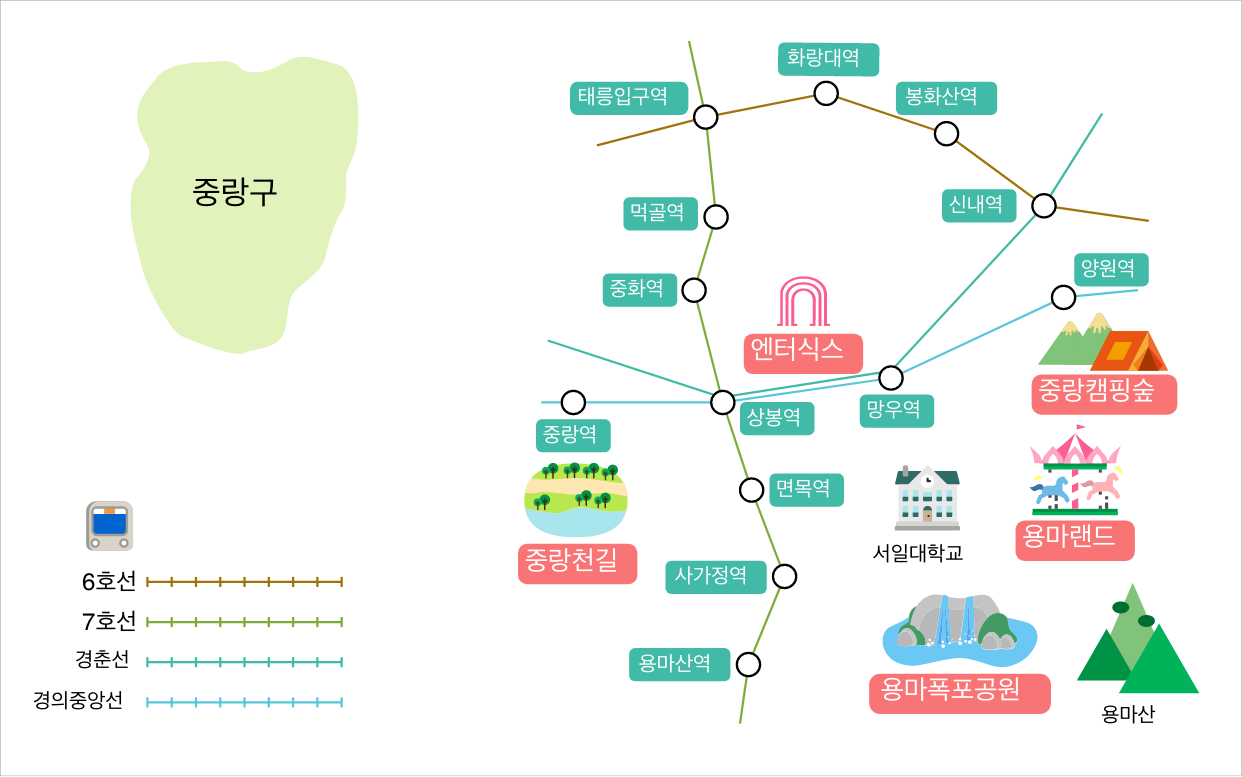 중랑구
화랑대역
태릉입구역
봉화산역
신내역
먹골역
양원역
중화역
엔터식스
중랑캠핑숲
망우역
상봉역
중랑역
면목역
용마랜드
서일대학교
중랑천길
사가정역
용마산역
용마폭포공원
용마산
6호선
7호선
경춘선
경의중앙선